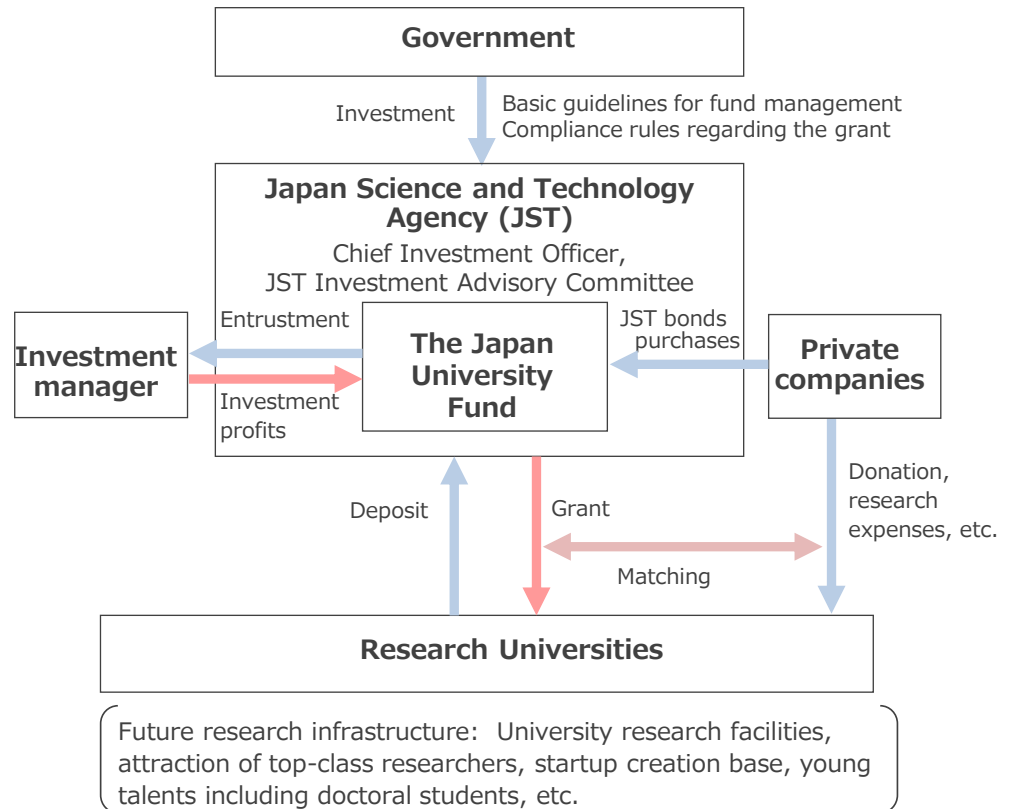 Government
Investment
Basic guidelines for fund management
Compliance rules regarding the grant
Japan Science and Technology
Agency (JST)
Chief Investment Officer,
JST Investment Advisory Committee
Entrustment
JST bonds
purchases
Investment
manager
The Japan
University
Fund
Private
companies
Investment
profits
Deposit
Grant
Donation,
research
expenses, etc.
Matching
Research Universities
Future research infrastructure: University research facilities,
attraction of top-class researchers, startup creation base, young
talents including doctoral students, etc.